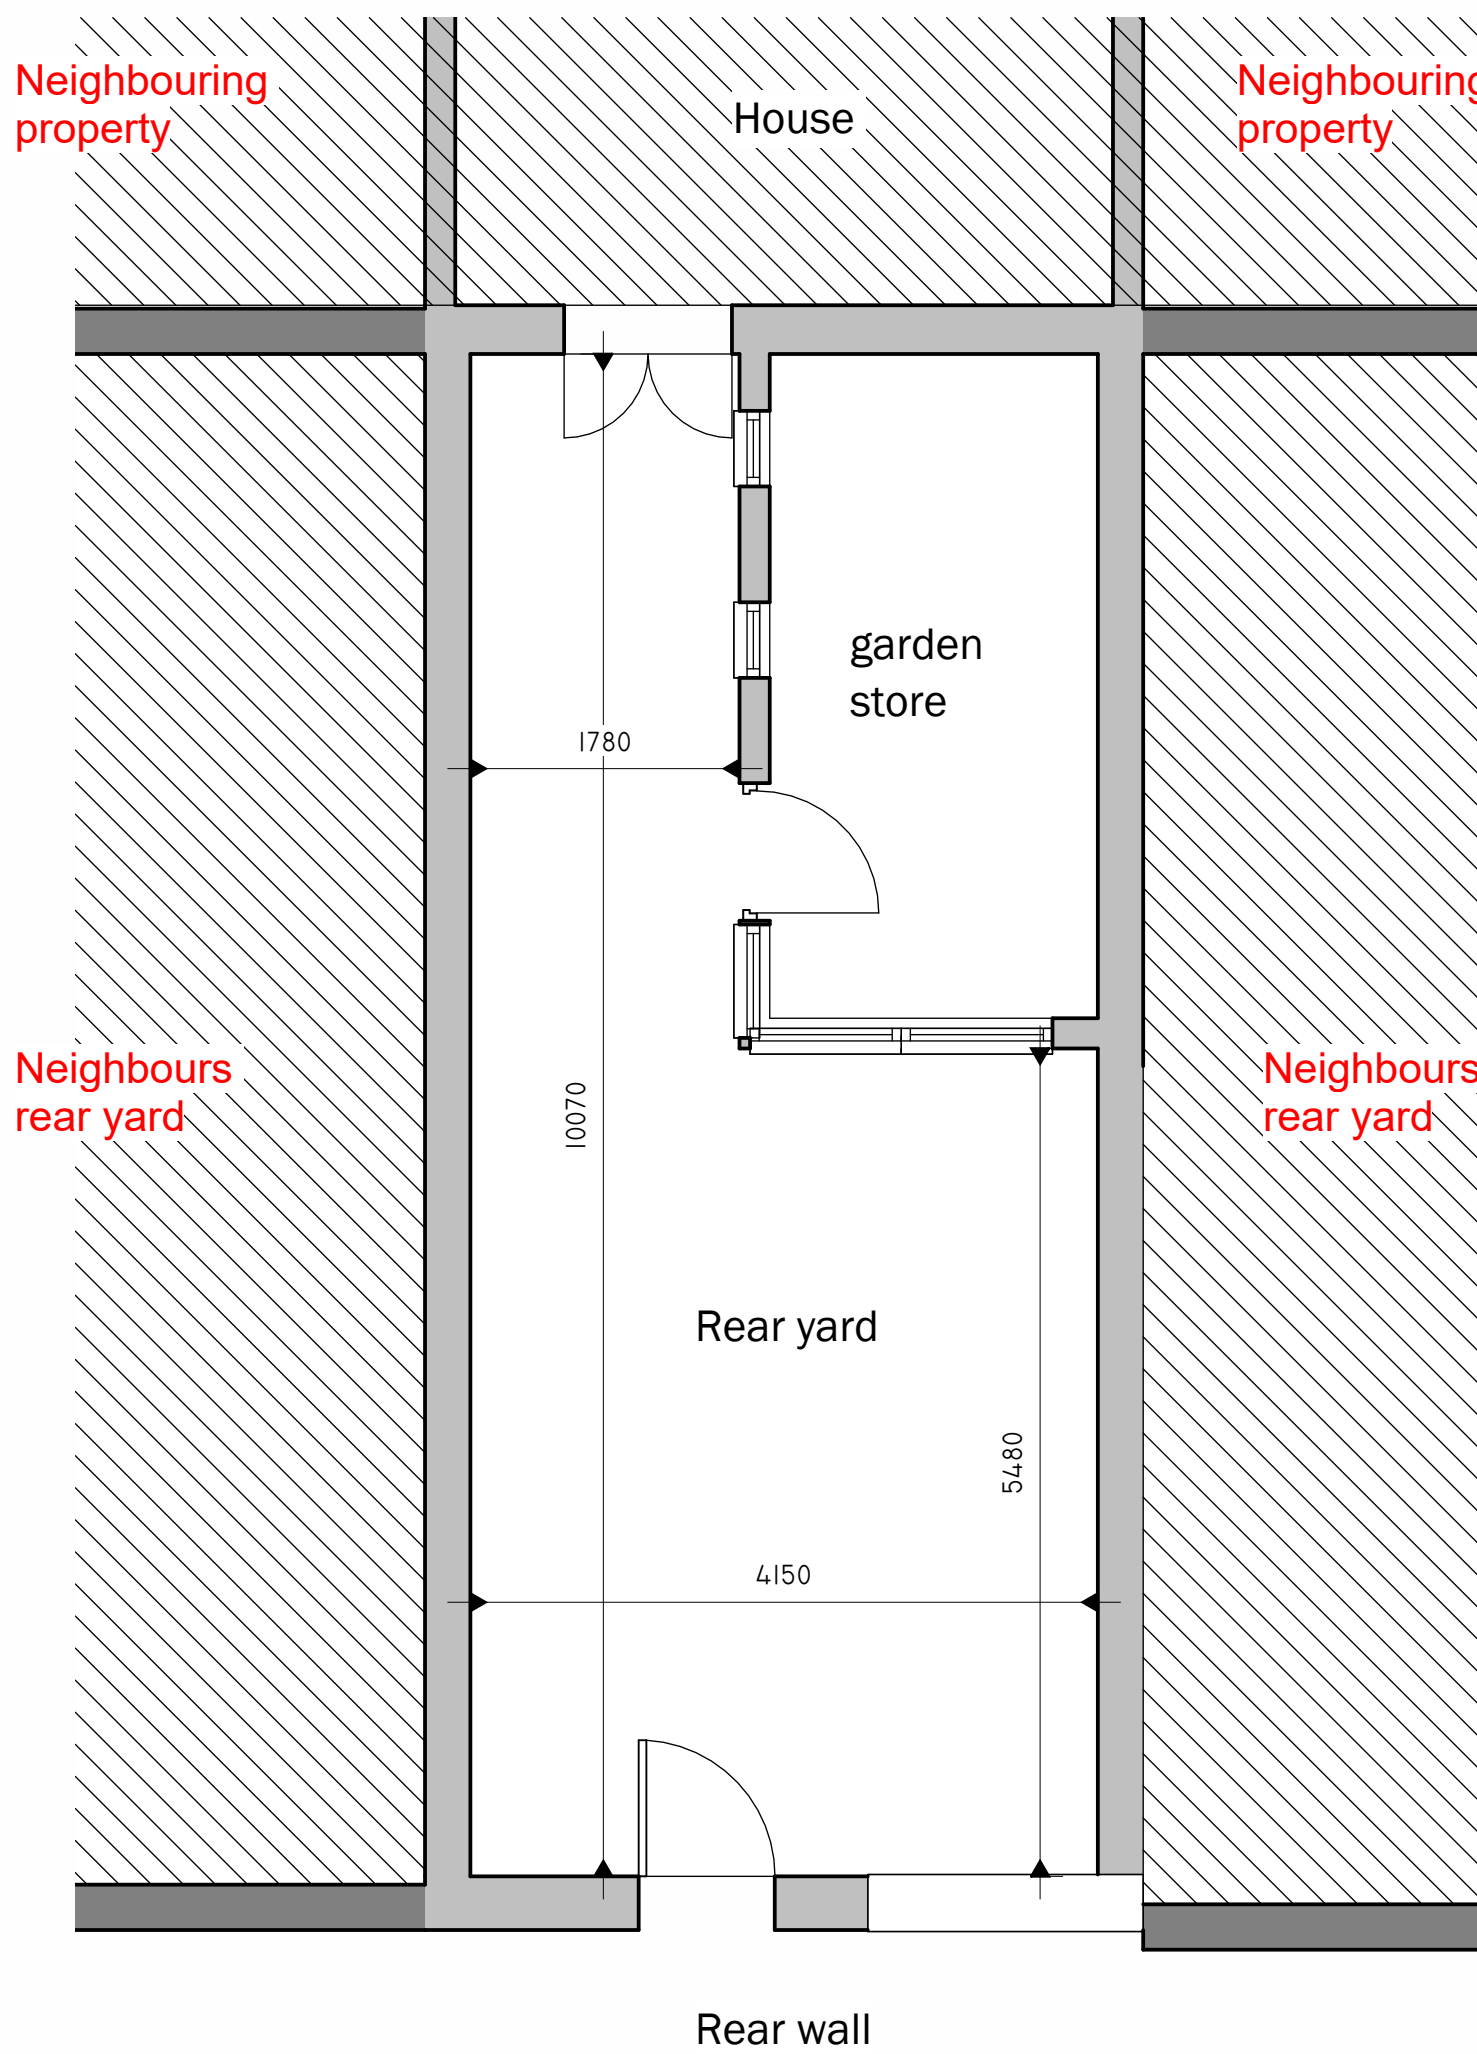 Neighbouring
property
House
Neighbouring
property
garden
store
1780
Neighbours
rear yard
10070
Neighbours
rear yard
Rear yard
5480
4150
Rear wall